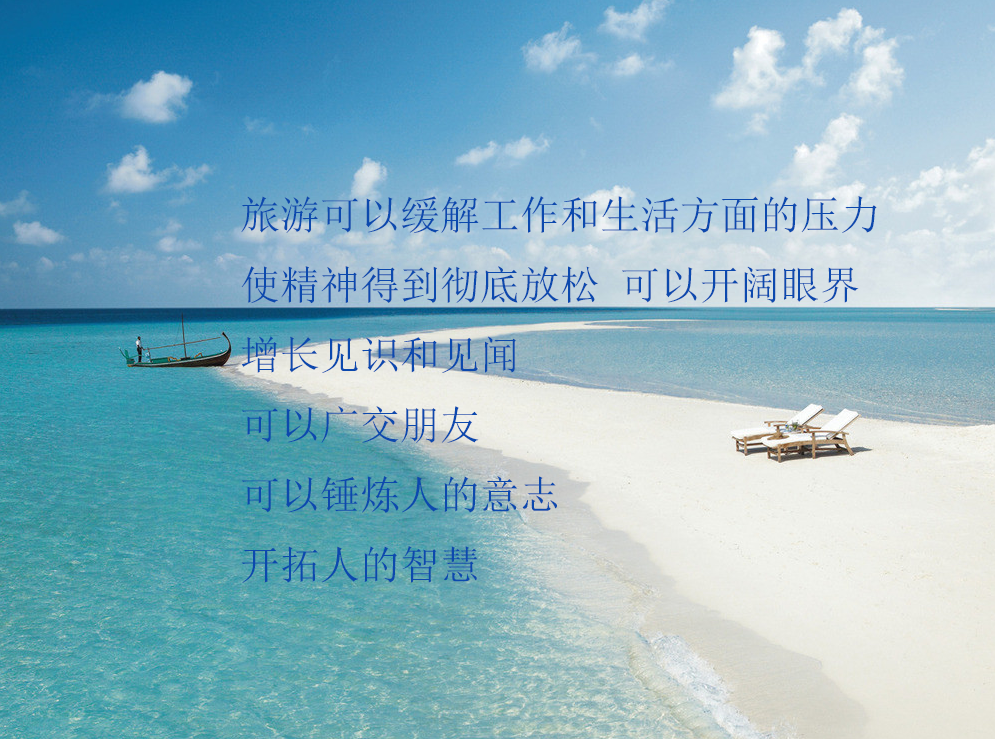 旅游可以缓解工作和生活方面的压力
使精神得到彻底放松 可以开阔眼界
增长见识和见闻
可以广交朋友
可以锤炼人的意志
开拓人的智慧